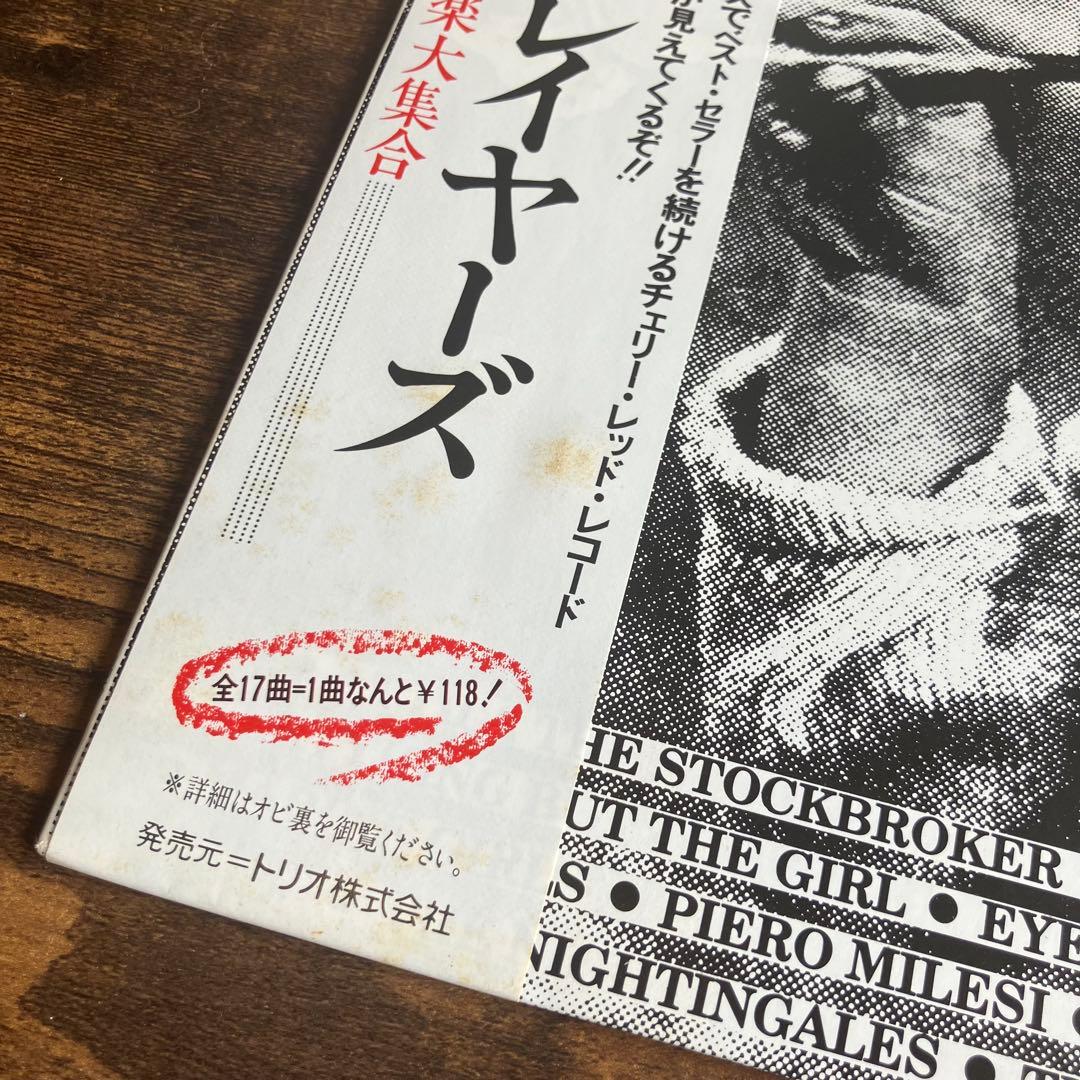 レイヤーズ
楽大集合
スで、ベスト・セラーを続けるチェリー・レッド・レコード
が見えてくるぞ!!
全17曲=1曲なんと￥118!
※詳細はオビ裏を御覧ください。
発売元=トリオ株式会社
HE STOCKBROKER
UT THE GIRL ● EYE
S ● PIERO MILESI
NIGHTINGALES ●